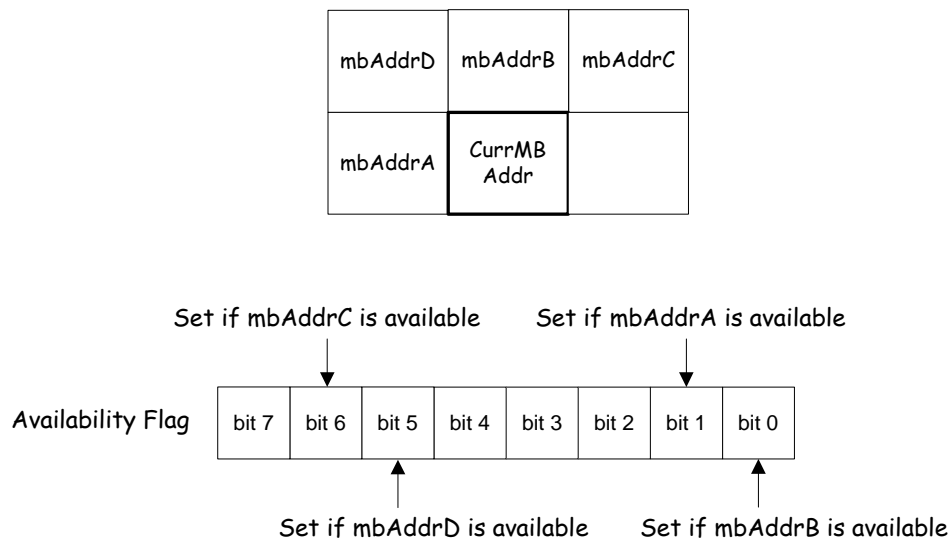 mbAddrD mbAddrB mbAddrC
mbAddrA CurrMB
Addr
Set if mbAddrC is available Set if mbAddrA is available
Availability Flag bit 7 bit 6 bit 5 bit 4 bit 3 bit 2 bit 1 bit 0
Set if mbAddrD is available Set if mbAddrB is available